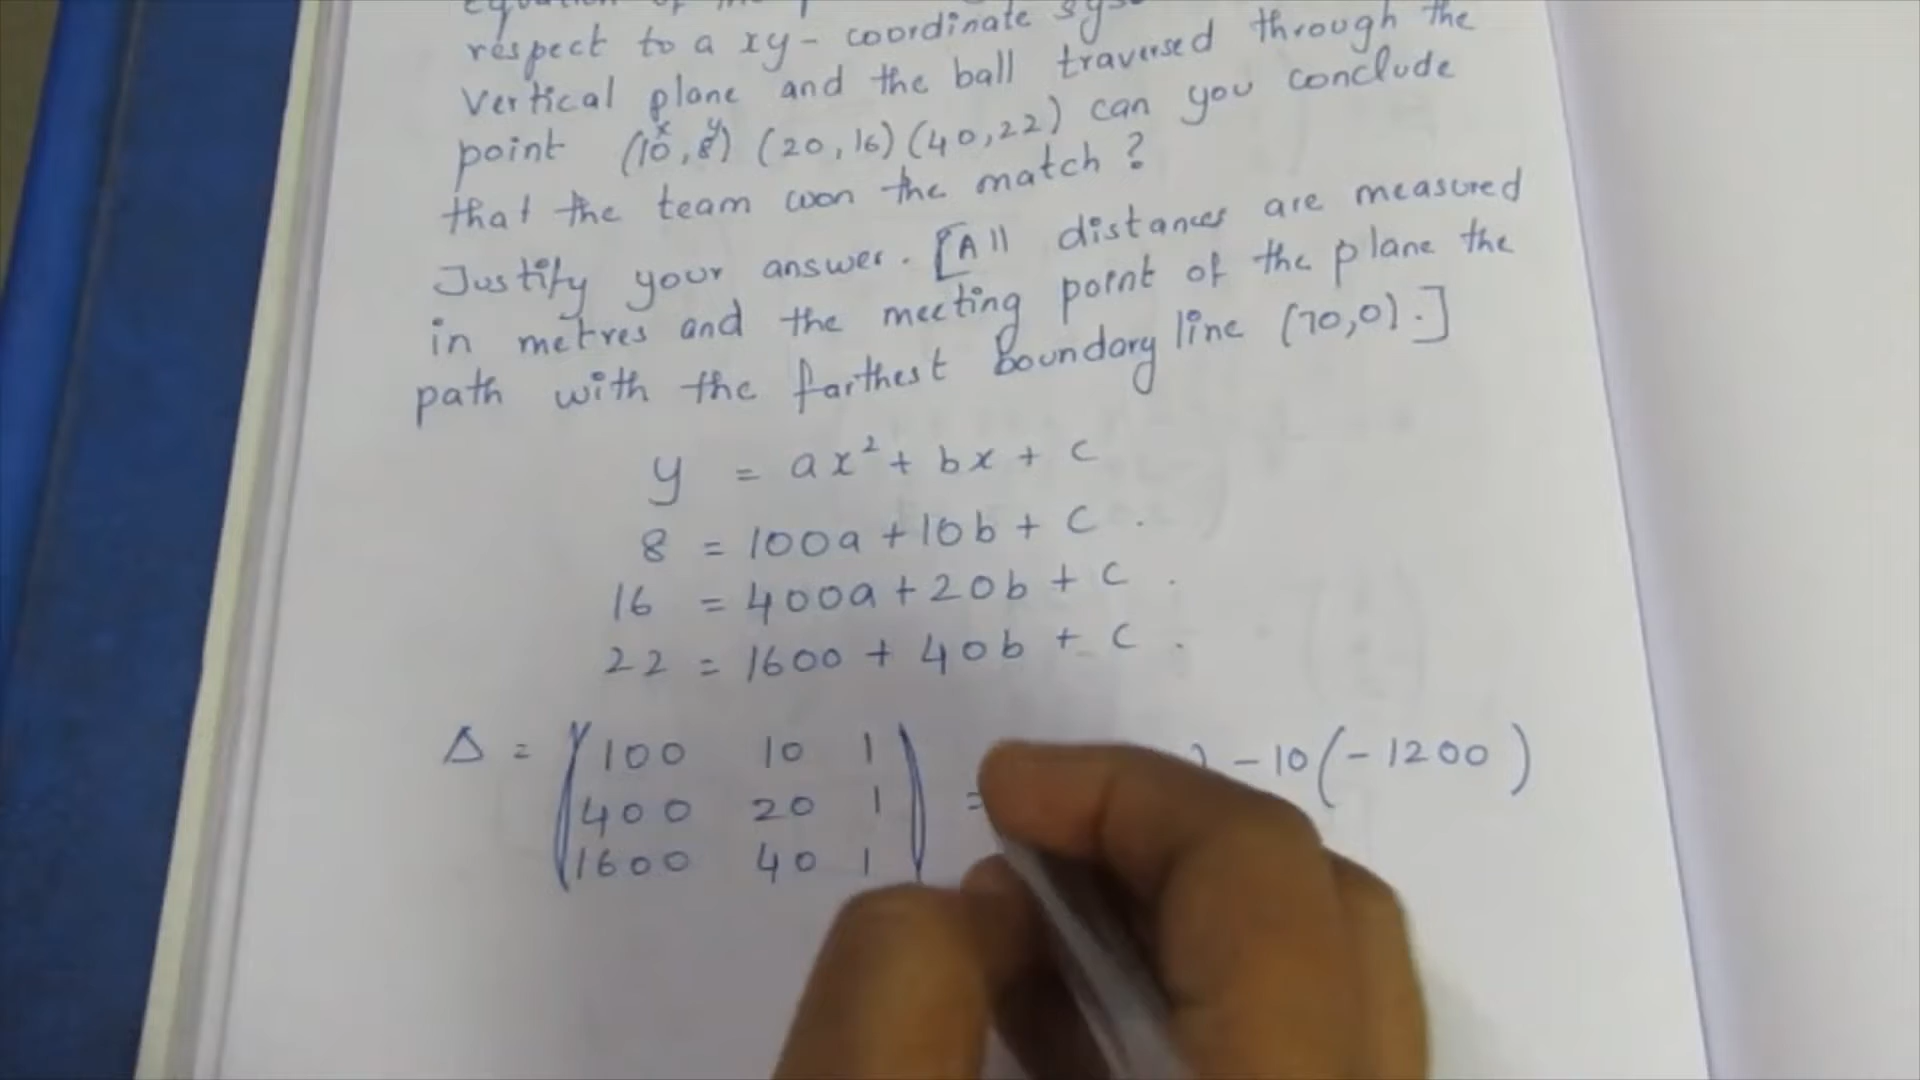 respect to a xy- coordinate
Vertical plane and the ball traversed through the
point (10,8) (20,16) (40,22) can you conclude
x y
that the team won the match?
Justify your answer. [All distances are measured
in metres and the meeting point of the plane the
path with the farthest boundary line (70,0).]
y = ax² + bx + c
8 = 100a + 10b + c.
16 = 400a + 20b + c.
22 = 1600 + 40b + c.
Δ = | 100 10 1 | = ) -10(-1200)
400 20 1
1600 40 1